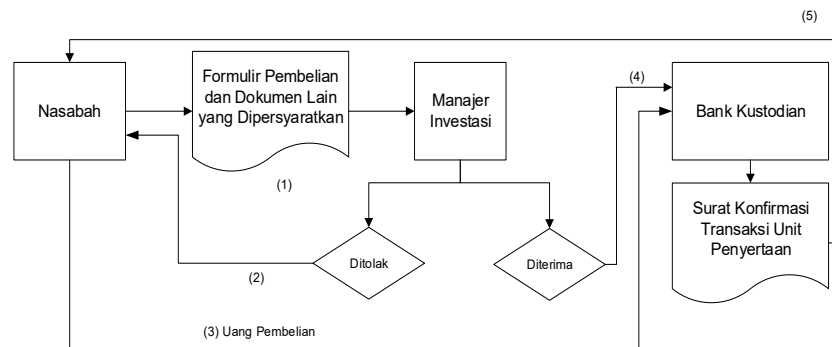 (5)
Nasabah
Formulir Pembelian
dan Dokumen Lain
yang Dipersyaratkan
(1)
Manajer
Investasi
(4)
Bank Kustodian
Surat Konfirmasi
Transaksi Unit
Penyertaan
(2)
Ditolak
Diterima
(3) Uang Pembelian